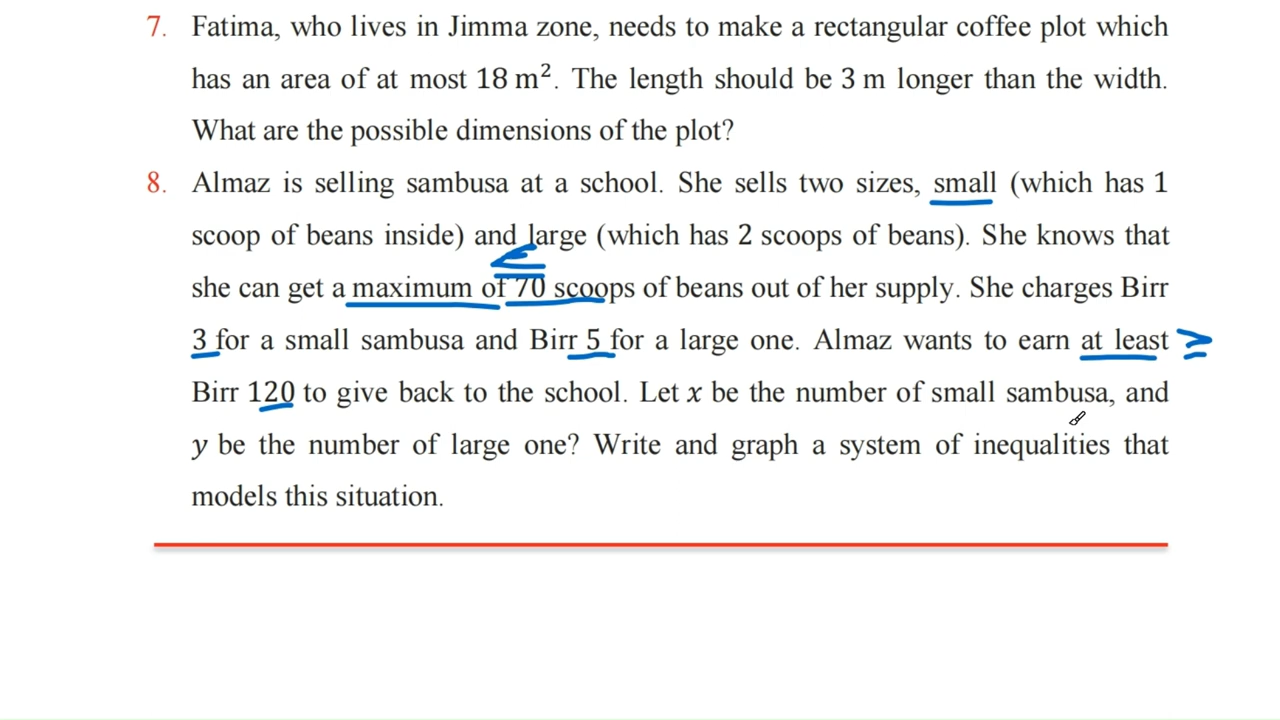 7. Fatima, who lives in Jimma zone, needs to make a rectangular coffee plot which
has an area of at most 18 m². The length should be 3 m longer than the width.
What are the possible dimensions of the plot?
8. Almaz is selling sambusa at a school. She sells two sizes, small (which has 1
scoop of beans inside) and large (which has 2 scoops of beans). She knows that
≤
she can get a maximum of 70 scoops of beans out of her supply. She charges Birr
3 for a small sambusa and Birr 5 for a large one. Almaz wants to earn at least ≥
Birr 120 to give back to the school. Let x be the number of small sambusa, and
y be the number of large one? Write and graph a system of inequalities that
models this situation.